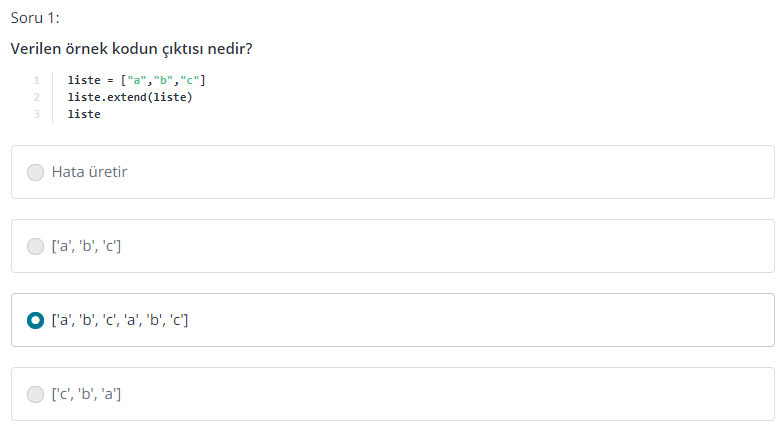 Soru 1:
Verilen örnek kodun çıktısı nedir?
1 liste = ["a","b","c"]
2 liste.extend(liste)
3 liste
Hata üretir
['a', 'b', 'c']
['a', 'b', 'c', 'a', 'b', 'c']
['c', 'b', 'a']